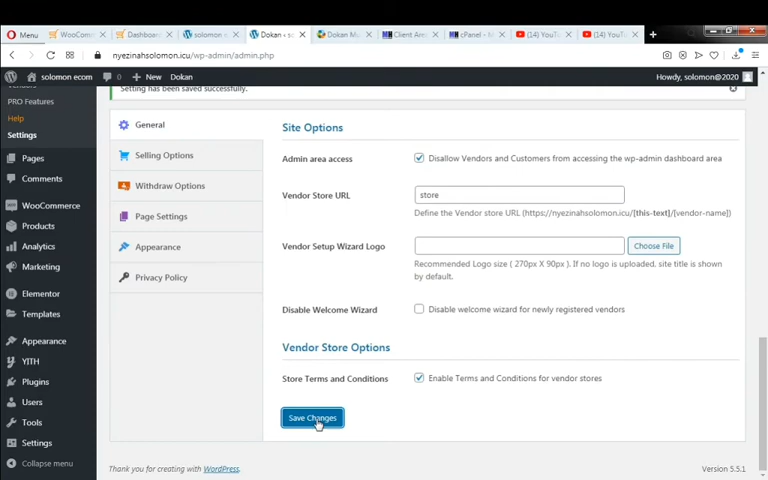 Menu
WooComm
Dashboard
solomon e
Dokan < s
Dokan Mu
Client Are
cPanel - M
(14) YouT
(14) YouT
nyezinahsolomon.icu/wp-admin/admin.php
solomon ecom 0 New Dokan
Howdy, solomon@2020
Vendors
PRO Features
Help
Settings
Pages
Comments
WooCommerce
Products
Analytics
Marketing
Elementor
Templates
Appearance
YITH
Plugins
Users
Tools
Settings
Collapse menu
Setting has been saved successfully.
General
Selling Options
Withdraw Options
Page Settings
Appearance
Privacy Policy
Site Options
Admin area access
Disallow Vendors and Customers from accessing the wp-admin dashboard area
Vendor Store URL
store
Define the Vendor store URL (https://nyezinahsolomon.icu/[this-text]/[vendor-name])
Vendor Setup Wizard Logo
Choose File
Recommended Logo size ( 270px X 90px ). If no logo is uploaded, site title is shown
by default.
Disable Welcome Wizard
Disable welcome wizard for newly registered vendors
Vendor Store Options
Store Terms and Conditions
Enable Terms and Conditions for vendor stores
Save Changes
Thank you for creating with WordPress.
Version 5.5.1